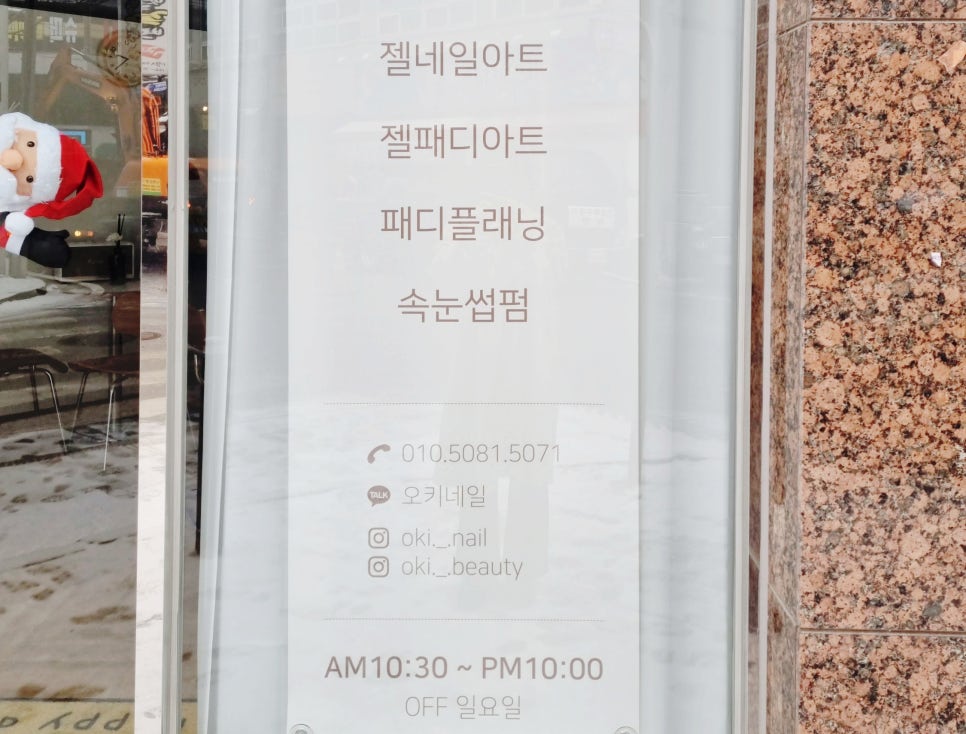 젤네일아트
젤패디아트
패디플래닝
속눈썹펌
010.5081.5071
TALK 오키네일
oki._.nail
oki._.beauty
AM10:30 ~ PM10:00
OFF 일요일